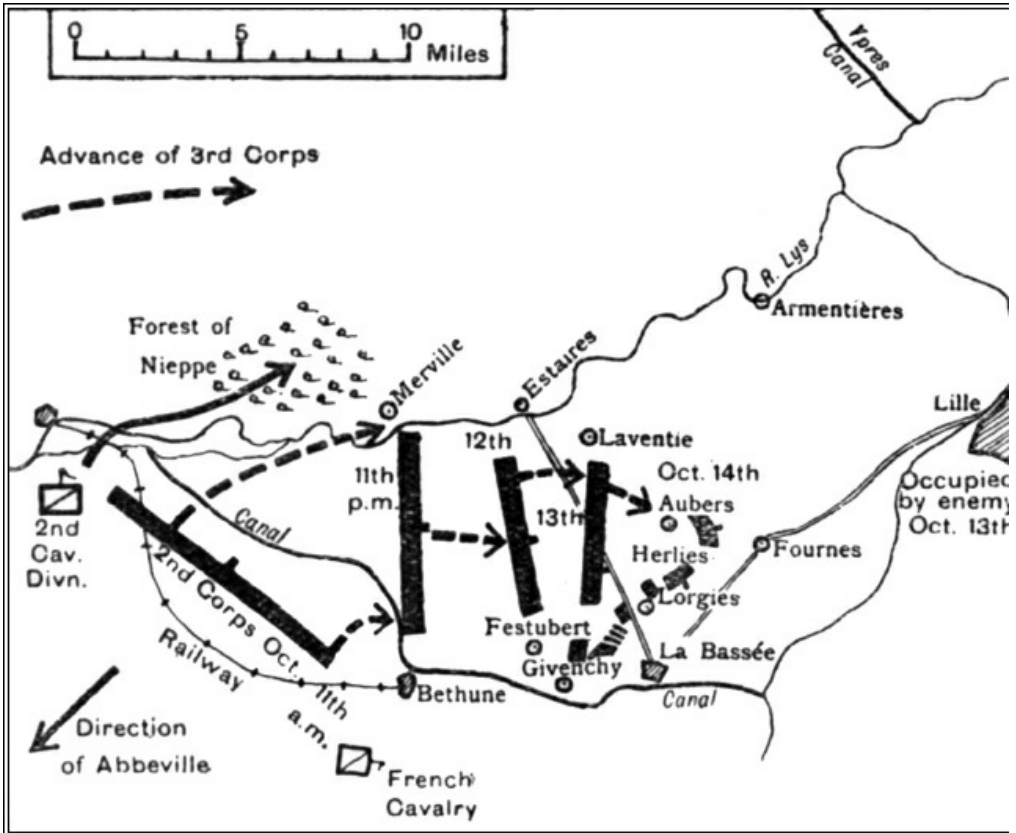 0 5 10
Miles
Ypres
Canal
Advance of 3rd Corps
R. Lys
Armentières
Forest of
Nieppe
Merville
Estaires
Lille
12th
Laventie
11th
p.m.
Oct. 14th
Aubers
Occupied
by enemy
Oct. 13th
13th
2nd
Cav.
Divn.
Canal
Herlies
Fournes
2nd Corps Oct. 11th
a.m.
Lorgies
Festubert
Givenchy
La Bassée
Railway
Bethune
Canal
Direction
of Abbeville
French
Cavalry